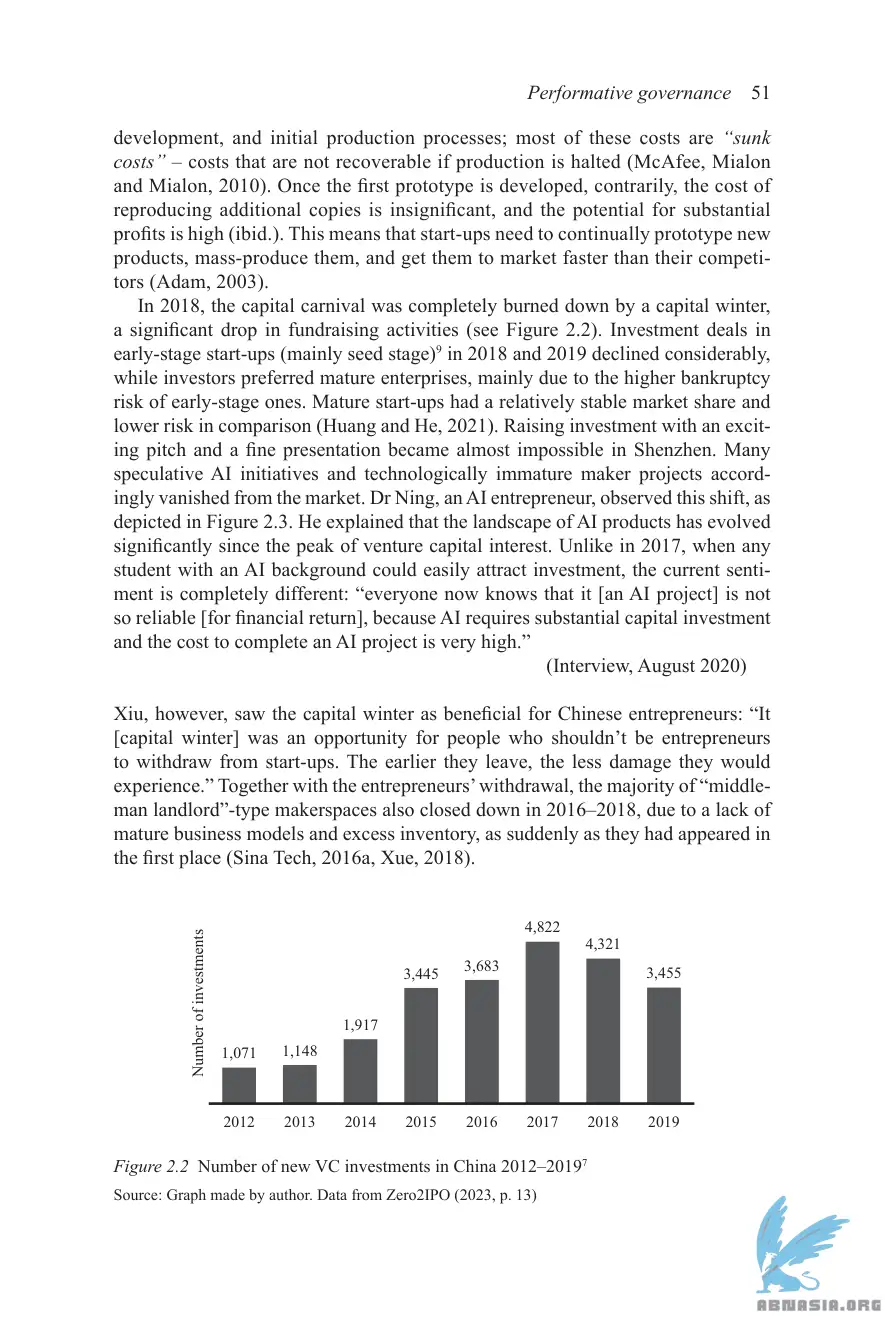 Performative governance 51
development, and initial production processes; most of these costs are “sunk
costs” – costs that are not recoverable if production is halted (McAfee, Mialon
and Mialon, 2010). Once the first prototype is developed, contrarily, the cost of
reproducing additional copies is insignificant, and the potential for substantial
profits is high (ibid.). This means that start-ups need to continually prototype new
products, mass-produce them, and get them to market faster than their competi-
tors (Adam, 2003).
In 2018, the capital carnival was completely burned down by a capital winter,
a significant drop in fundraising activities (see Figure 2.2). Investment deals in
early-stage start-ups (mainly seed stage)⁹ in 2018 and 2019 declined considerably,
while investors preferred mature enterprises, mainly due to the higher bankruptcy
risk of early-stage ones. Mature start-ups had a relatively stable market share and
lower risk in comparison (Huang and He, 2021). Raising investment with an excit-
ing pitch and a fine presentation became almost impossible in Shenzhen. Many
speculative AI initiatives and technologically immature maker projects accord-
ingly vanished from the market. Dr Ning, an AI entrepreneur, observed this shift, as
depicted in Figure 2.3. He explained that the landscape of AI products has evolved
significantly since the peak of venture capital interest. Unlike in 2017, when any
student with an AI background could easily attract investment, the current senti-
ment is completely different: “everyone now knows that it [an AI project] is not
so reliable [for financial return], because AI requires substantial capital investment
and the cost to complete an AI project is very high.”
(Interview, August 2020)
Xiu, however, saw the capital winter as beneficial for Chinese entrepreneurs: “It
[capital winter] was an opportunity for people who shouldn’t be entrepreneurs
to withdraw from start-ups. The earlier they leave, the less damage they would
experience.” Together with the entrepreneurs’ withdrawal, the majority of “middle-
man landlord”-type makerspaces also closed down in 2016–2018, due to a lack of
mature business models and excess inventory, as suddenly as they had appeared in
the first place (Sina Tech, 2016a, Xue, 2018).
Number of investments
1,071 1,148 1,917 3,445 3,683 4,822 4,321 3,455
2012 2013 2014 2015 2016 2017 2018 2019
Figure 2.2 Number of new VC investments in China 2012–2019⁷
Source: Graph made by author. Data from Zero2IPO (2023, p. 13)
ABNASIA.ORG